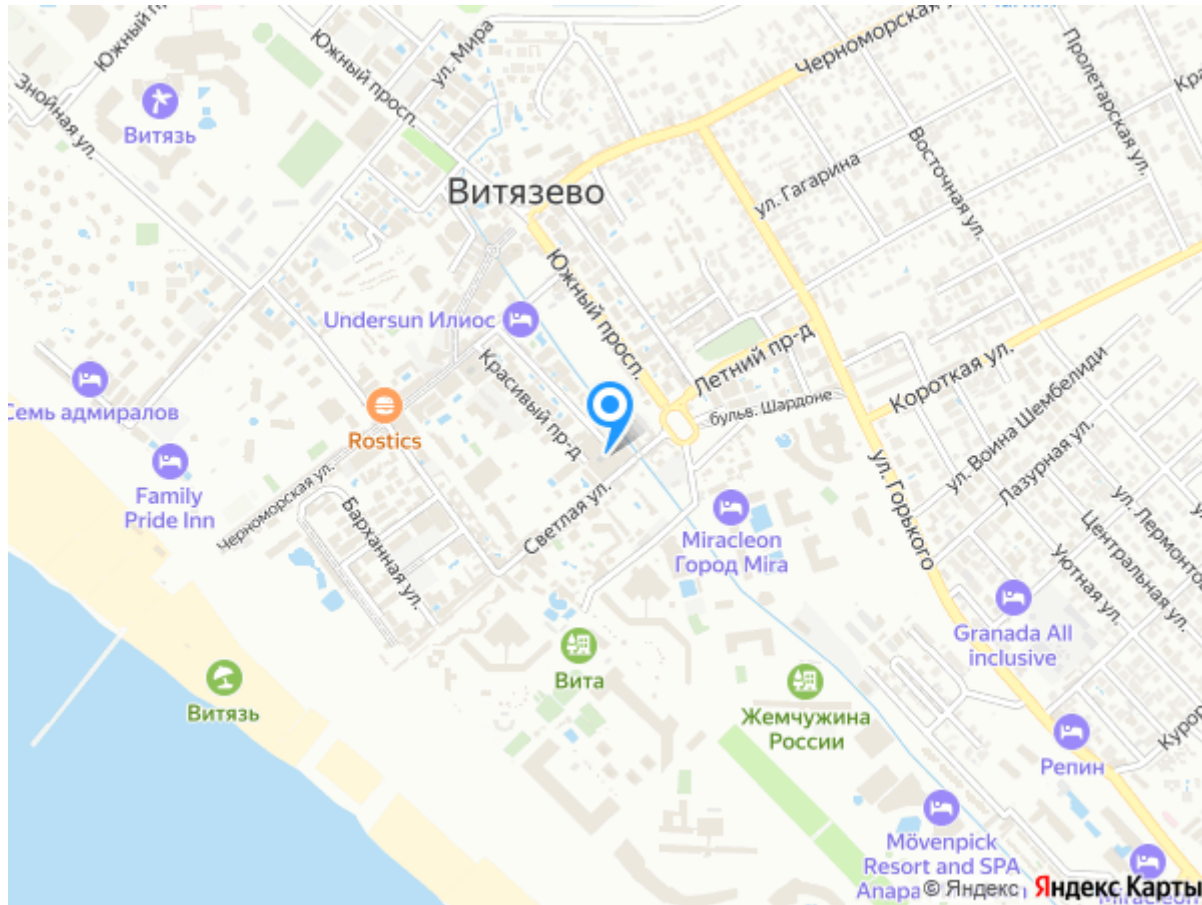 Южный пр
ул. Мира
Южный просп.
Черноморская
Пролетарская ул.
Знойная ул.
Витязь
Восточная ул.
ул. Гагарина
Витязево
Южный просп.
Undersun Илиос
Летний пр-д
Короткая ул.
Красивый пр-д
бульв. Шардоне
Семь адмиралов
Rostics
ул. Воина Шембелиди
Лазурная ул.
ул. Горького
Family
Pride Inn
Черноморская ул.
Светлая ул.
Miracleon
Город Mira
Барханная ул.
Центральная ул.
Уютная ул.
Granada All
inclusive
Вита
Витязь
Жемчужина
России
Репин
Mövenpick
Resort and SPA
Anapa
© Яндекс
Яндекс Карты